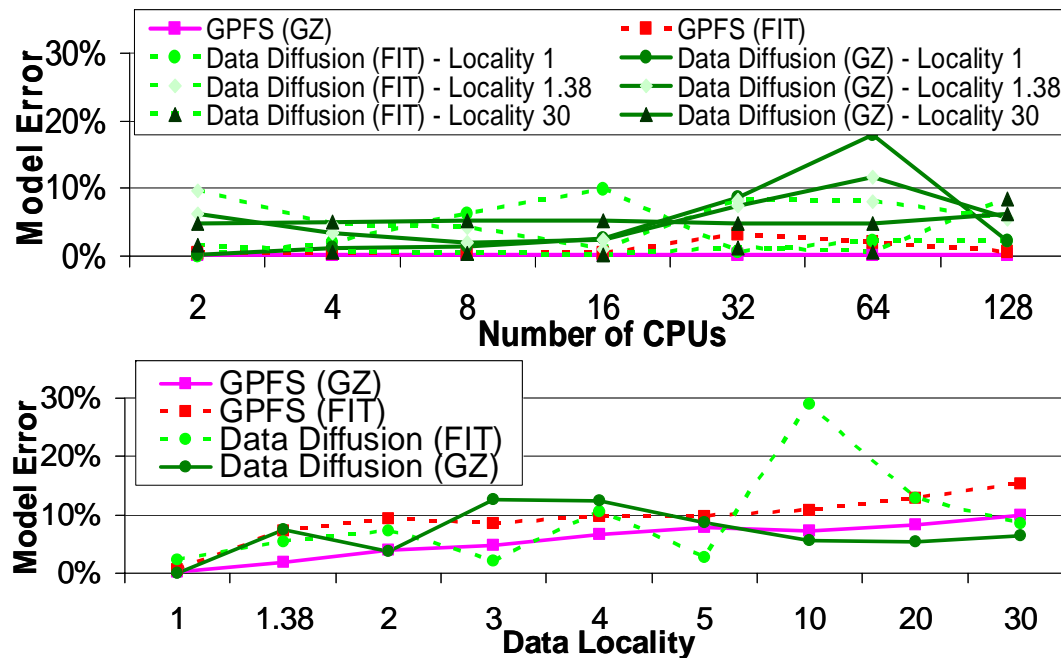 GPFS (GZ) GPFS (FIT)
Data Diffusion (FIT) - Locality 1 Data Diffusion (GZ) - Locality 1
Data Diffusion (FIT) - Locality 1.38 Data Diffusion (GZ) - Locality 1.38
Data Diffusion (FIT) - Locality 30 Data Diffusion (GZ) - Locality 30
30%
20%
10%
0%
Model Error
2 4 8 16 32 64 128
Number of CPUs
GPFS (GZ)
GPFS (FIT)
Data Diffusion (FIT)
Data Diffusion (GZ)
30%
20%
10%
0%
Model Error
1 1.38 2 3 4 5 10 20 30
Data Locality